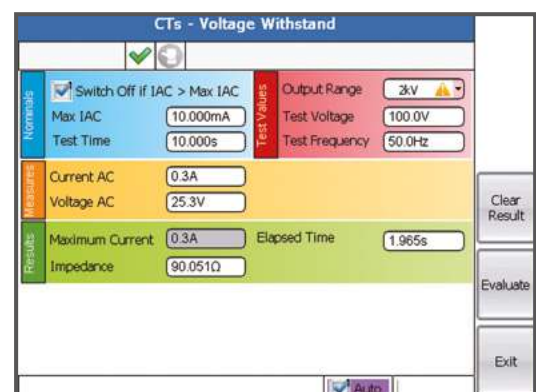 CTs - Voltage Withstand
Nominals
Switch Off if IAC > Max IAC
Max IAC 10.000mA
Test Time 10.000s
Test Values
Output Range 2kV
Test Voltage 100.0V
Test Frequency 50.0Hz
Measures
Current AC 0.3A
Voltage AC 25.3V
Results
Maximum Current 0.3A Elapsed Time 1.965s
Impedance 90.051Ω
Clear
Result
Evaluate
Exit
Auto